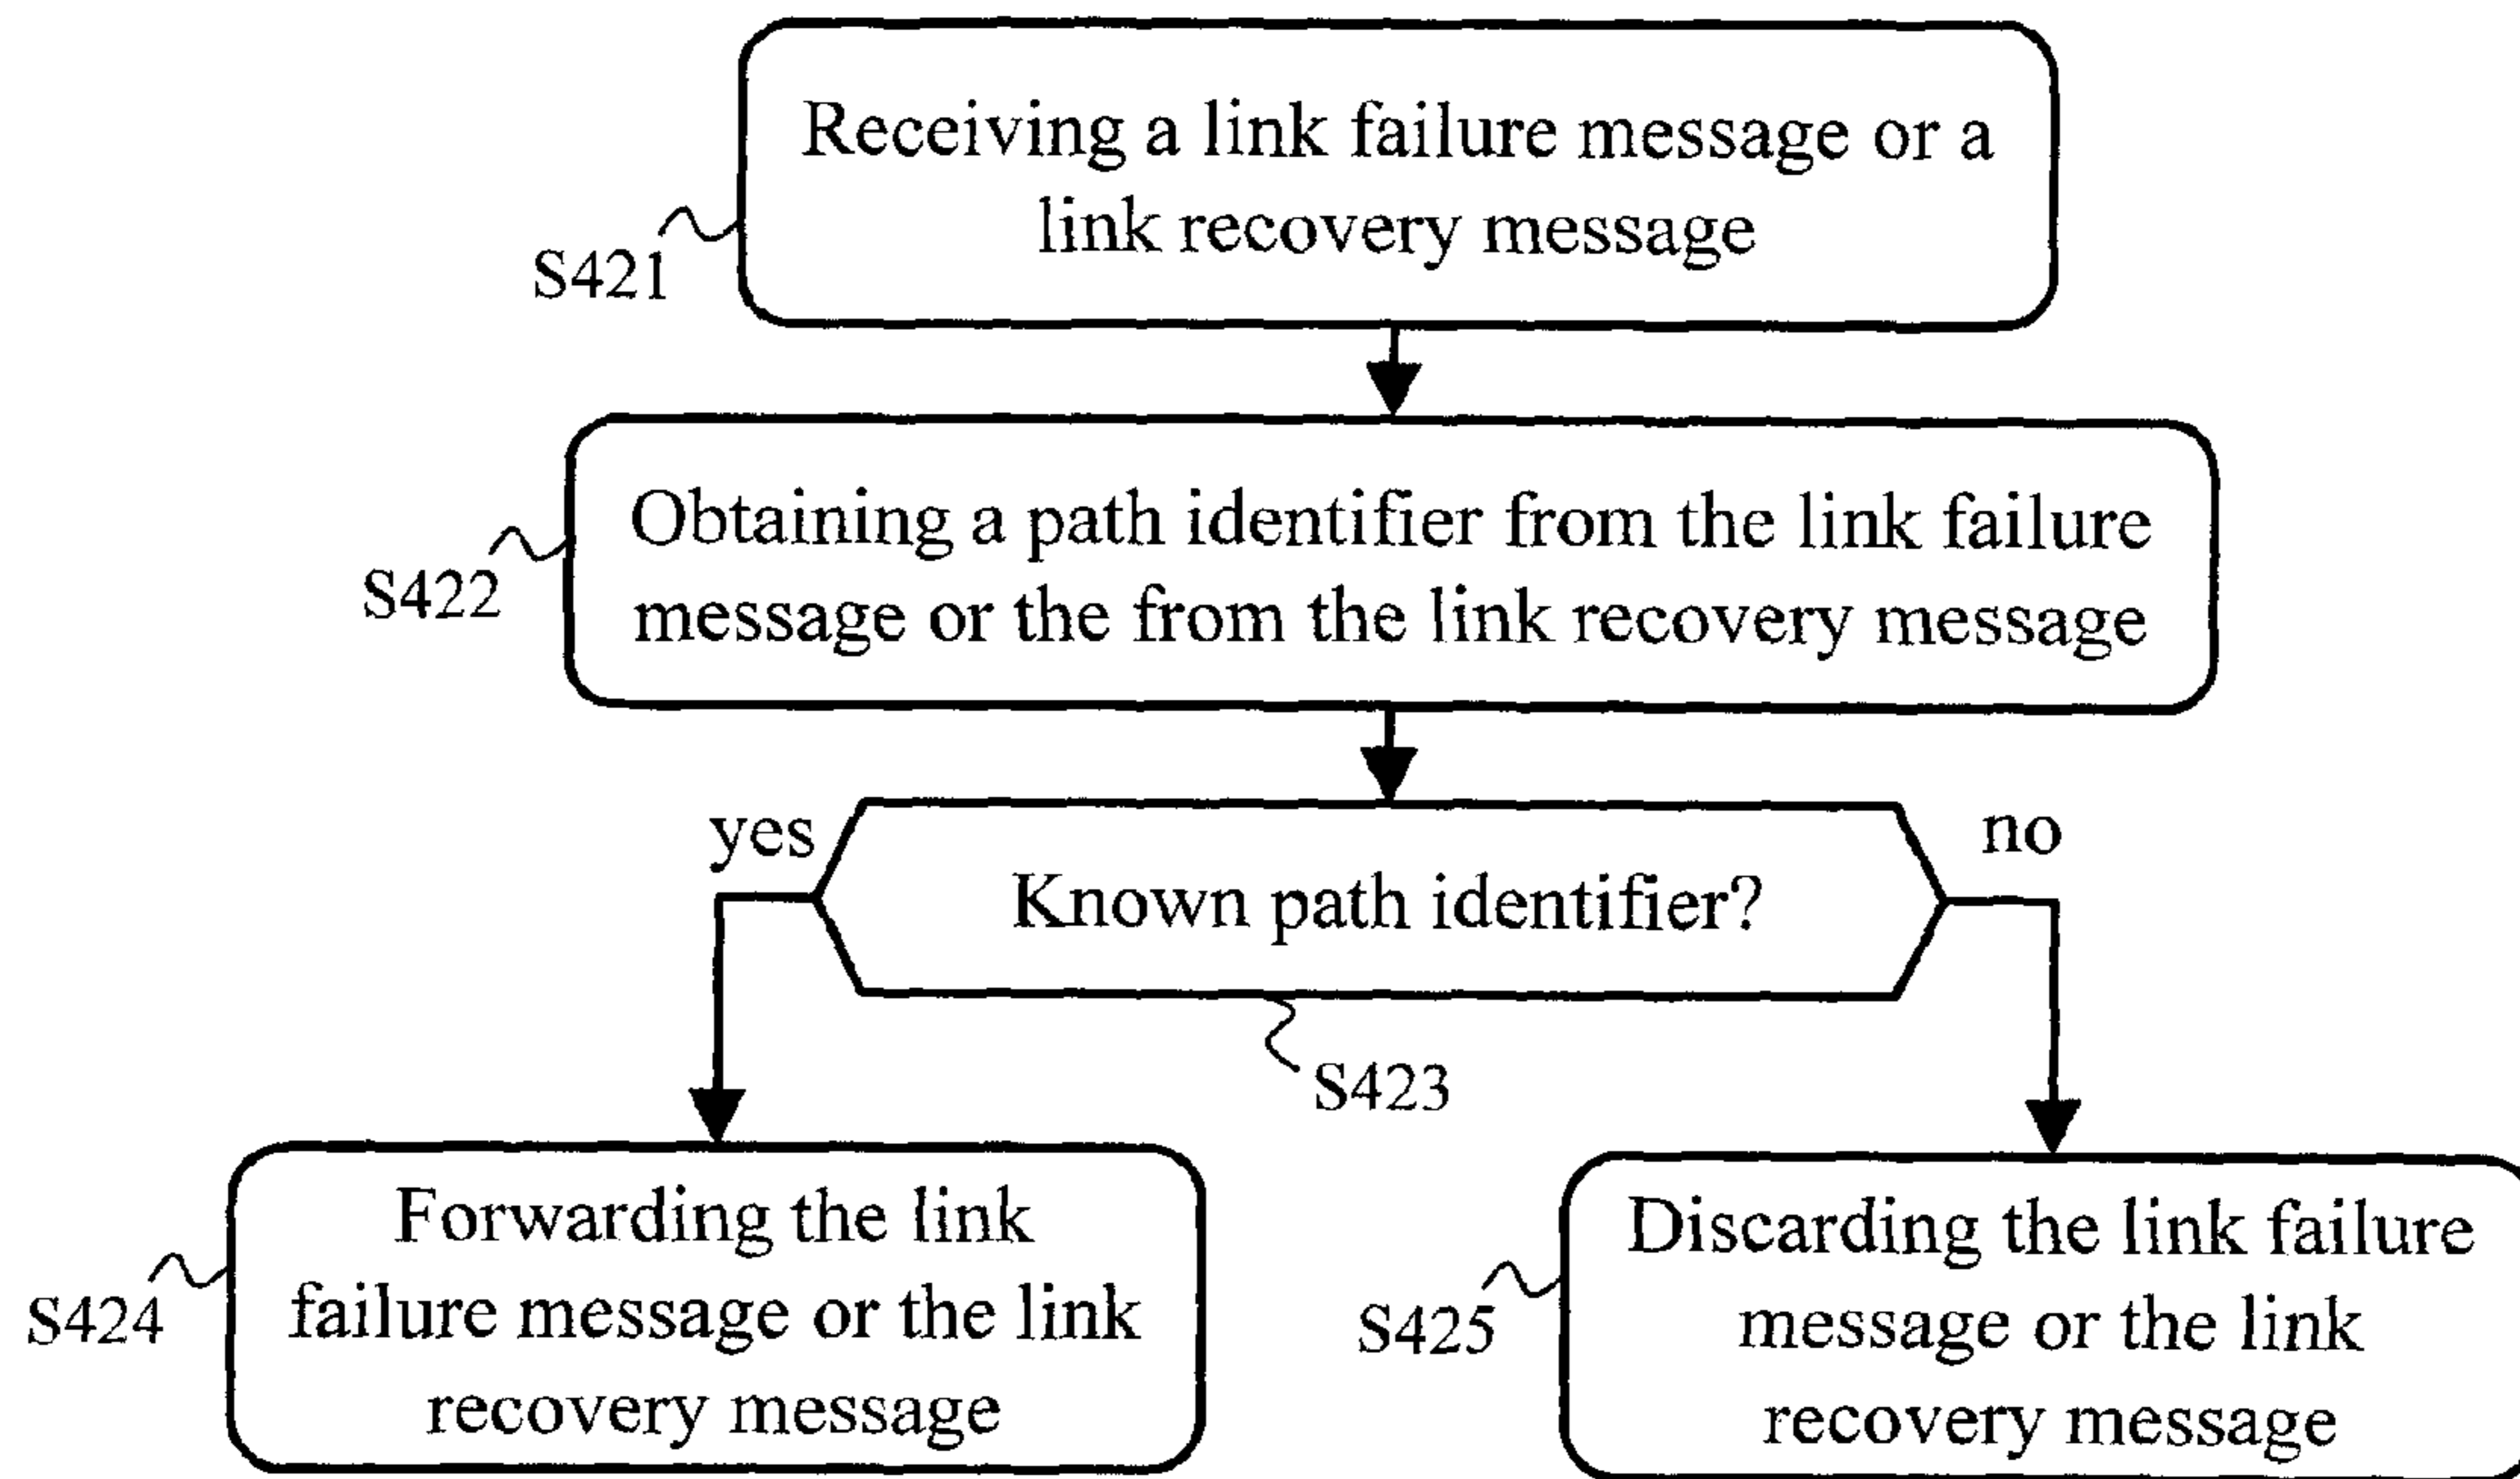 Receiving a link failure message or a
link recovery message
S421
Obtaining a path identifier from the link failure
message or the from the link recovery message
S422
yes
no
Known path identifier?
S423
Forwarding the link
failure message or the link
recovery message
S424
Discarding the link failure
message or the link
recovery message
S425